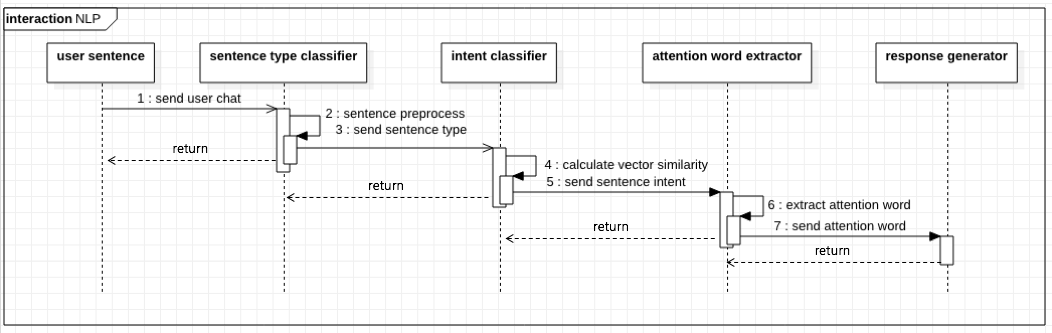 interaction NLP
user sentence
sentence type classifier
intent classifier
attention word extractor
response generator
1 : send user chat
2 : sentence preprocess
3 : send sentence type
return
4 : calculate vector similarity
5 : send sentence intent
return
6 : extract attention word
7 : send attention word
return
return